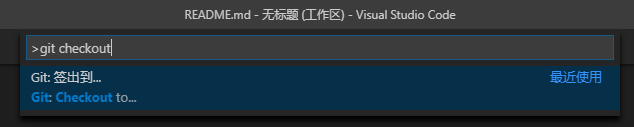 README.md - 无标题 (工作区) - Visual Studio Code
>git checkout
Git: 签出到... 最近使用
Git: Checkout to...